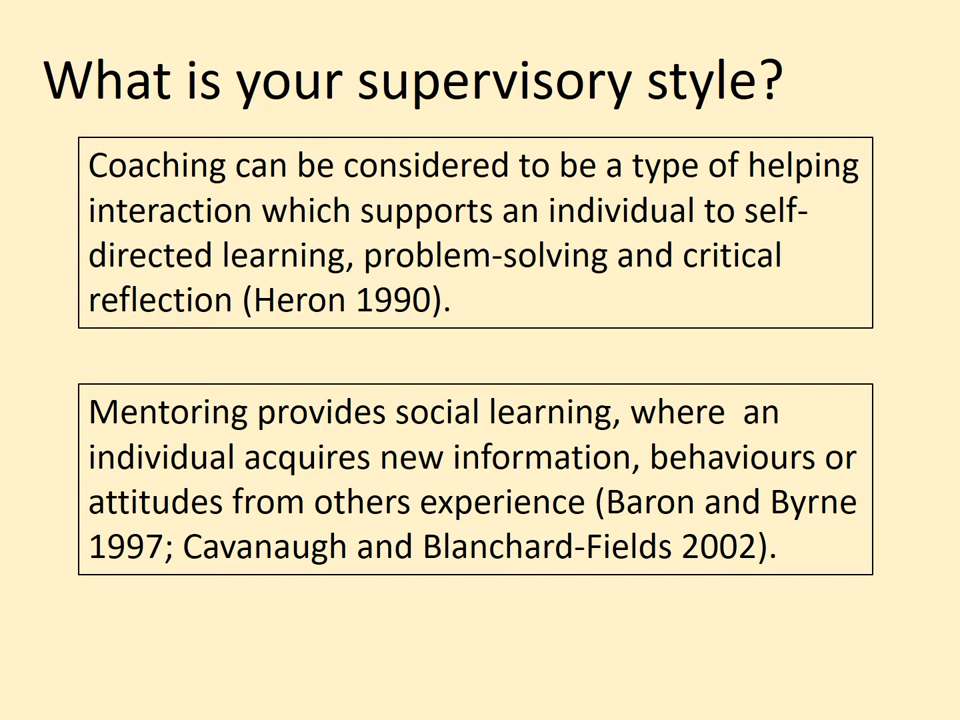 What is your supervisory style?
Coaching can be considered to be a type of helping
interaction which supports an individual to self-
directed learning, problem-solving and critical
reflection (Heron 1990).
Mentoring provides social learning, where  an
individual acquires new information, behaviours or
attitudes from others experience (Baron and Byrne
1997; Cavanaugh and Blanchard-Fields 2002).